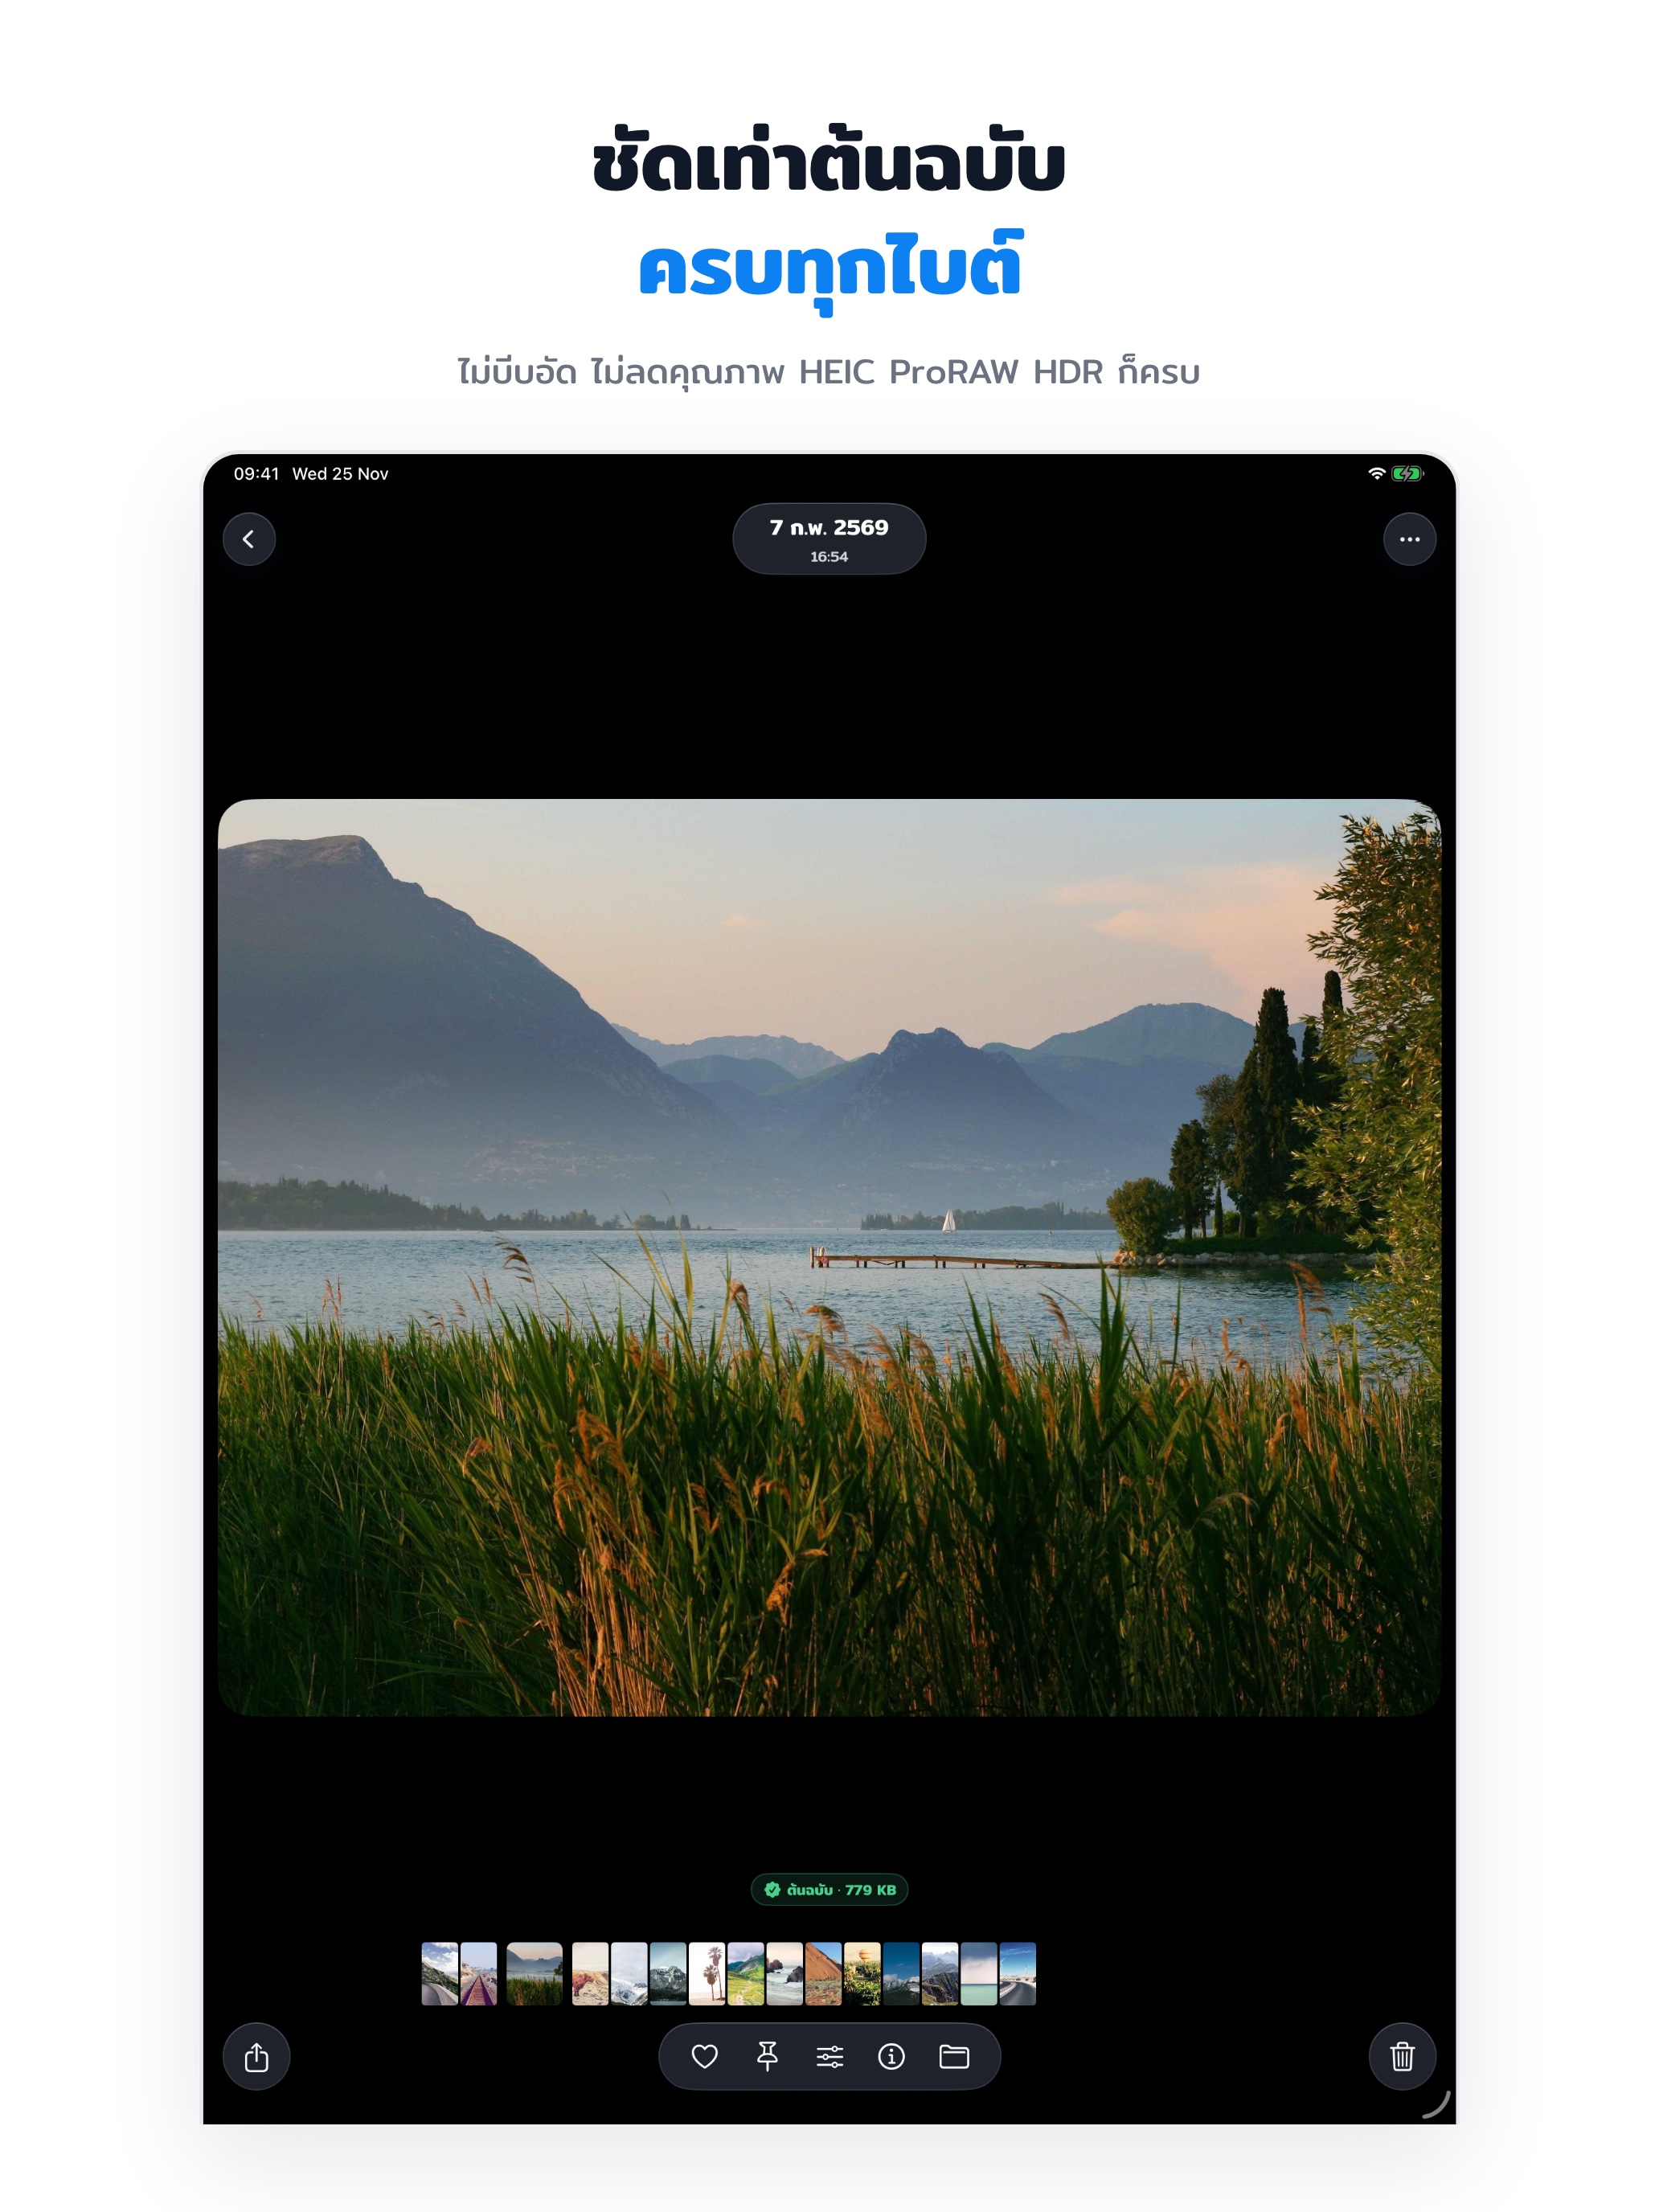 ชัดเท่าต้นฉบับ
ครบทุกไบต์
ไม่บีบอัด ไม่ลดคุณภาพ HEIC ProRAW HDR ก็ครบ
09:41 Wed 25 Nov
7 ก.พ. 2569
16:54
ต้นฉบับ · 779 KB